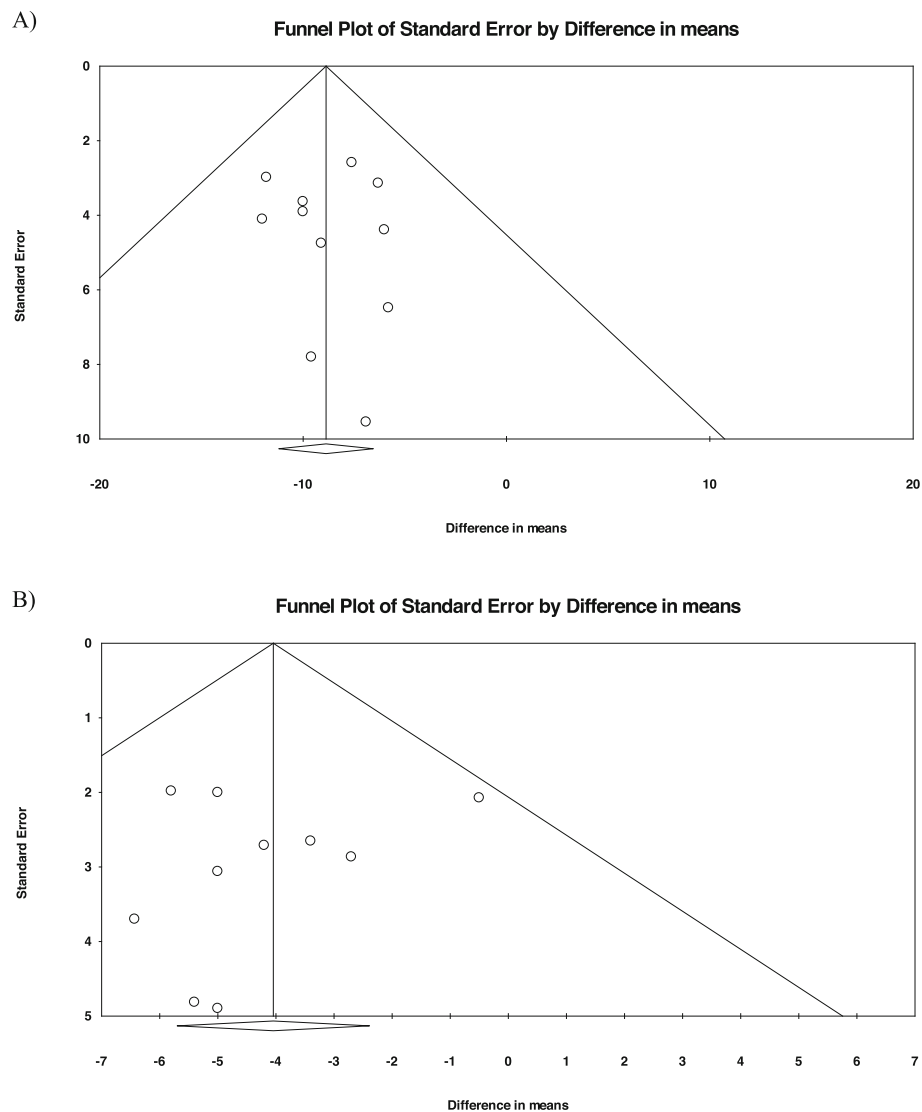 A)
Funnel Plot of Standard Error by Difference in means
0
2
4
6
8
10
Standard Error
-20 -10 0 10 20
Difference in means
B)
Funnel Plot of Standard Error by Difference in means
0
1
2
3
4
5
Standard Error
-7 -6 -5 -4 -3 -2 -1 0 1 2 3 4 5 6 7
Difference in means